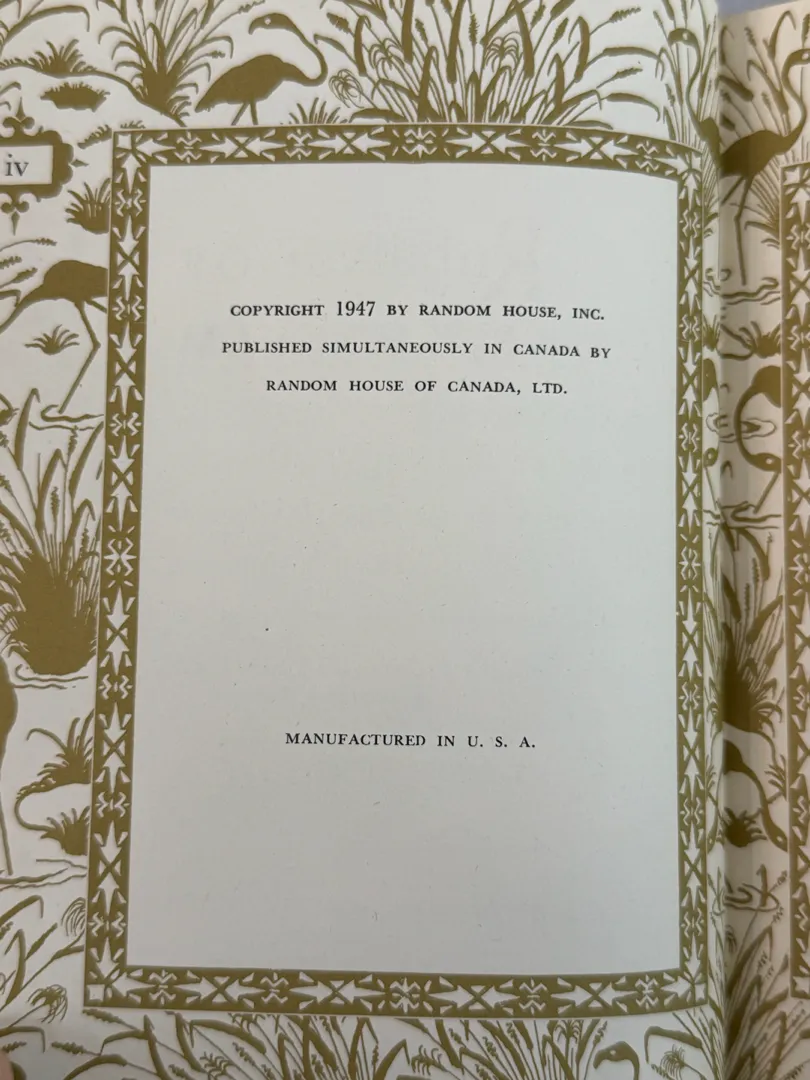 iv
COPYRIGHT 1947 BY RANDOM HOUSE, INC.
PUBLISHED SIMULTANEOUSLY IN CANADA BY
RANDOM HOUSE OF CANADA, LTD.
MANUFACTURED IN U. S. A.